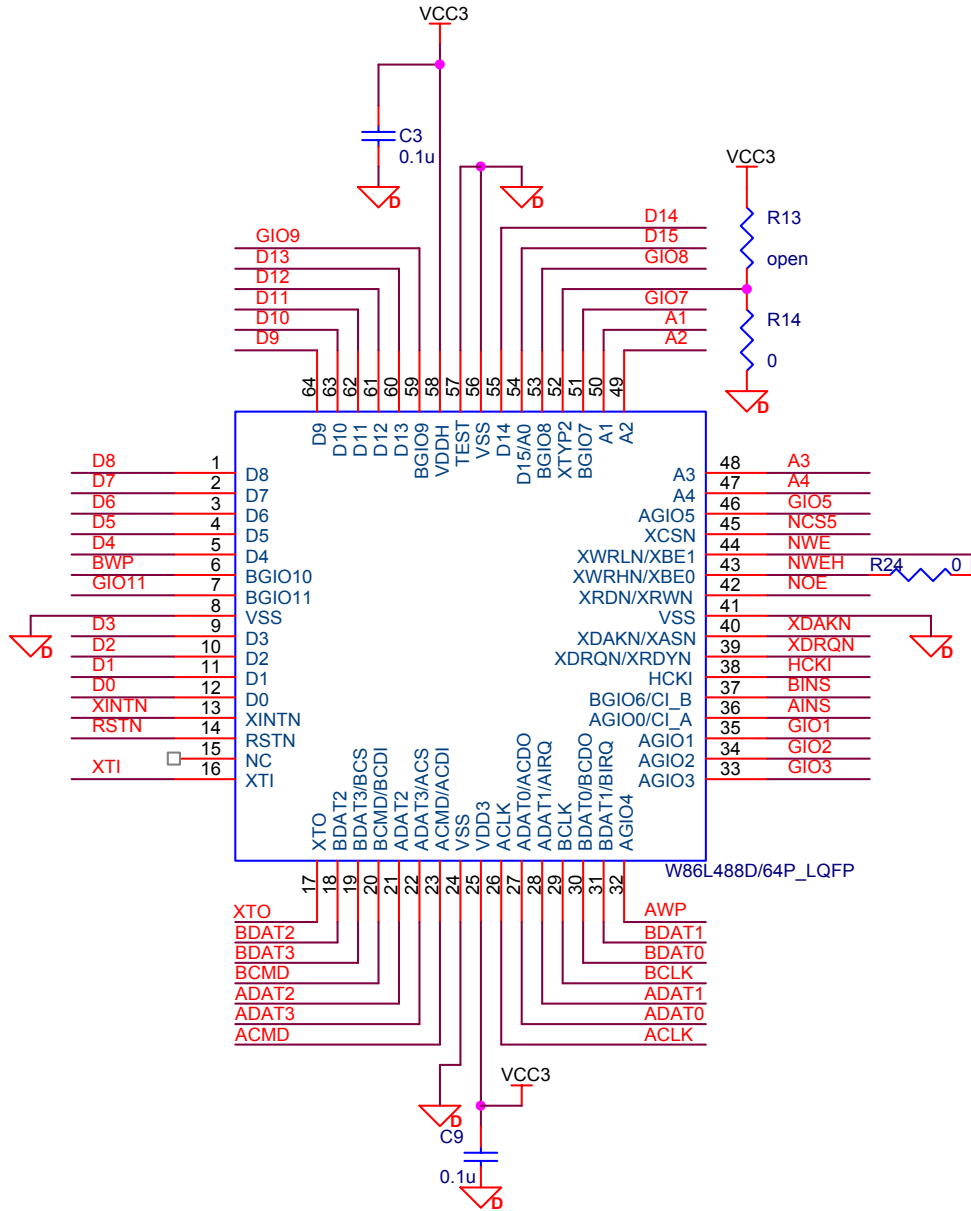 VCC3
C3
0.1u
D
D
VCC3
R13
open
R14
0
D
GIO9
D13
D12
D11
D10
D9
D14
D15
GIO8
GIO7
A1
A2
64 63 62 61 60 59 58 57 56 55 54 53 52 51 50 49
D9 D10 D11 D12 D13 BGIO9 VDDH TEST VSS D14 D15/A0 BGIO8 XTYP2 BGIO7 A1 A2
D8 1 D8
D7 2 D7
D6 3 D6
D5 4 D5
D4 5 D4
BWP 6 BGIO10
GIO11 7 BGIO11
8 VSS
D
D3 9 D3
D2 10 D2
D1 11 D1
D0 12 D0
XINTN 13 XINTN
RSTN 14 RSTN
15 NC
XTI 16 XTI
A3 48 A3
A4 47 A4
AGIO5 46 GIO5
XCSN 45 NCS5
XWRLN/XBE1 44 NWE
XWRHN/XBE0 43 NWEH R24 0
XRDN/XRWN 42 NOE
VSS 41
D
XDAKN/XASN 40 XDAKN
XDRQN/XRDYN 39 XDRQN
HCKI 38 HCKI
BGIO6/CI_B 37 BINS
AGIO0/CI_A 36 AINS
AGIO1 35 GIO1
AGIO2 34 GIO2
AGIO3 33 GIO3
XTO BDAT2 BDAT3/BCS BCMD/BCDI ADAT2 ADAT3/ACS ACMD/ACDI VSS VDD3 ACLK ADAT0/ACDO ADAT1/AIRQ BCLK BDAT0/BCDO BDAT1/BIRQ AGIO4
W86L488D/64P_LQFP
17 18 19 20 21 22 23 24 25 26 27 28 29 30 31 32
XTO
BDAT2
BDAT3
BCMD
ADAT2
ADAT3
ACMD
AWP
BDAT1
BDAT0
BCLK
ADAT1
ADAT0
ACLK
VCC3
D
C9
0.1u
D